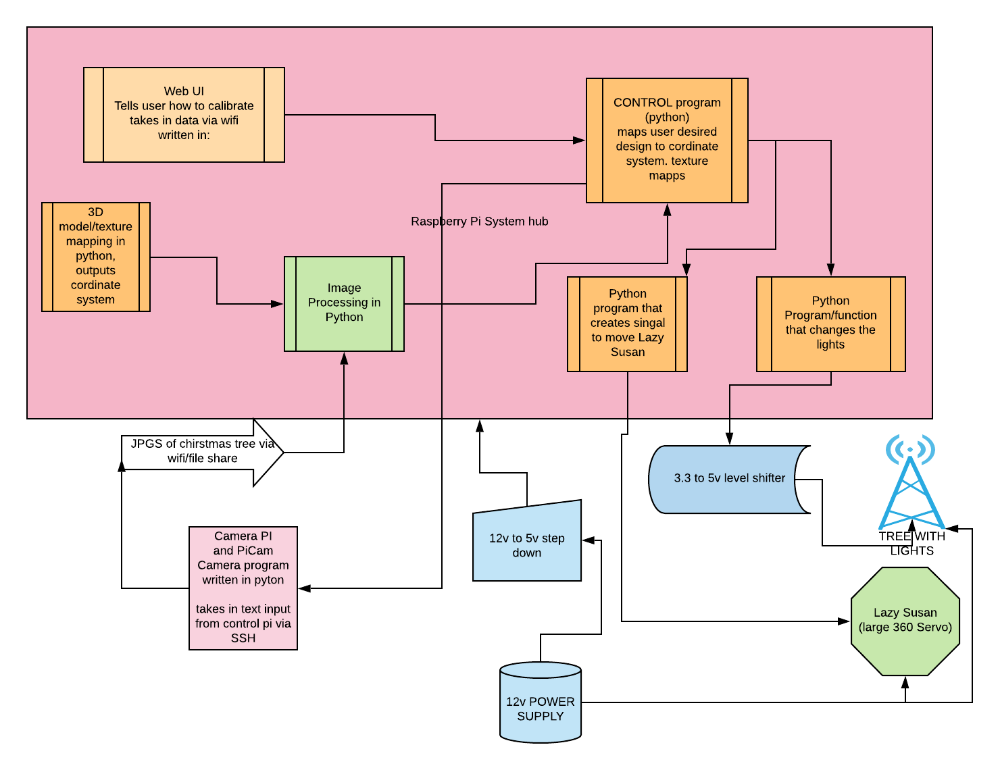 Web UI
Tells user how to calibrate
takes in data via wifi
written in:
CONTROL program
(python)
maps user desired
design to cordinate
system. texture
mapps
3D
model/texture
mapping in
python,
outputs
cordinate
system
Raspberry Pi System hub
Image
Processing in
Python
Python
program that
creates singal
to move Lazy
Susan
Python
Program/function
that changes the
lights
JPGS of chirstmas tree via
wifi/file share
3.3 to 5v level shifter
TREE WITH
LIGHTS
12v to 5v step
down
Camera PI
and PiCam
Camera program
written in pyton
takes in text input
from control pi via
SSH
Lazy Susan
(large 360 Servo)
12v POWER
SUPPLY